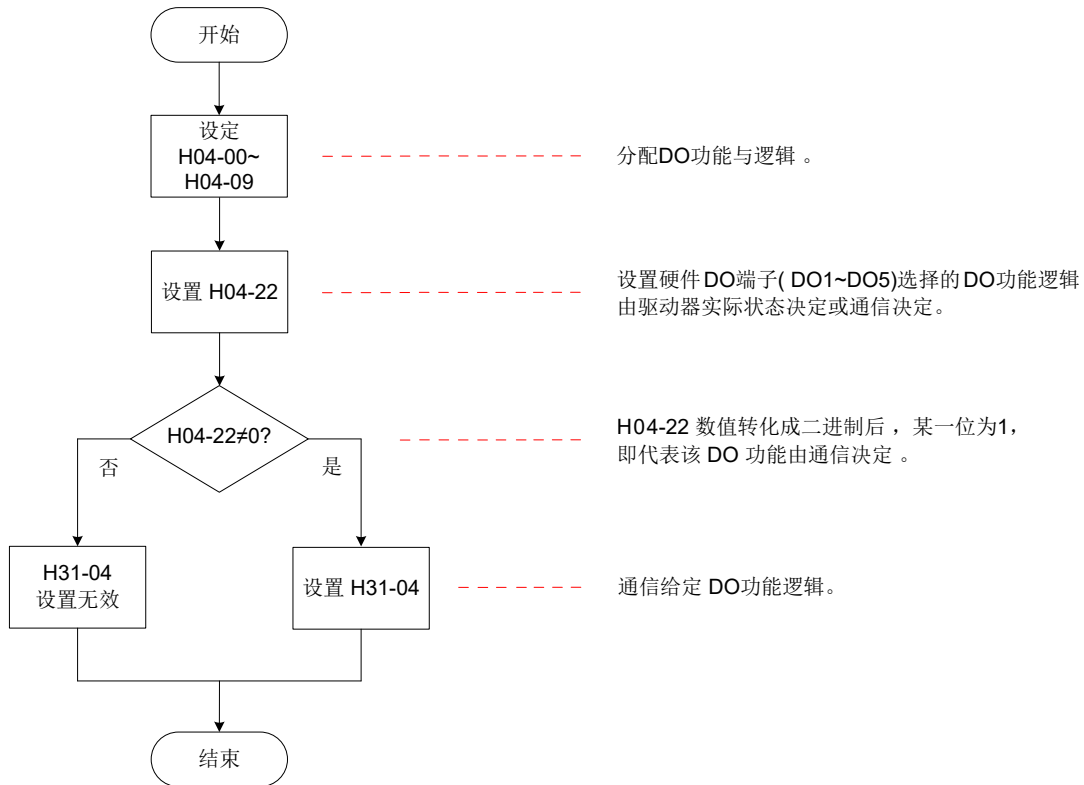 开始
设定
H04-00~
H04-09
分配DO功能与逻辑 。
设置 H04-22
设置硬件 DO端子( DO1~DO5)选择的 DO功能逻辑
由驱动器实际状态决定或通信决定。
H04-22≠0?
H04-22 数值转化成二进制后 ，某一位为1，
即代表该 DO 功能由通信决定 。
否
是
H31-04
设置无效
设置 H31-04
通信给定 DO功能逻辑。
结束